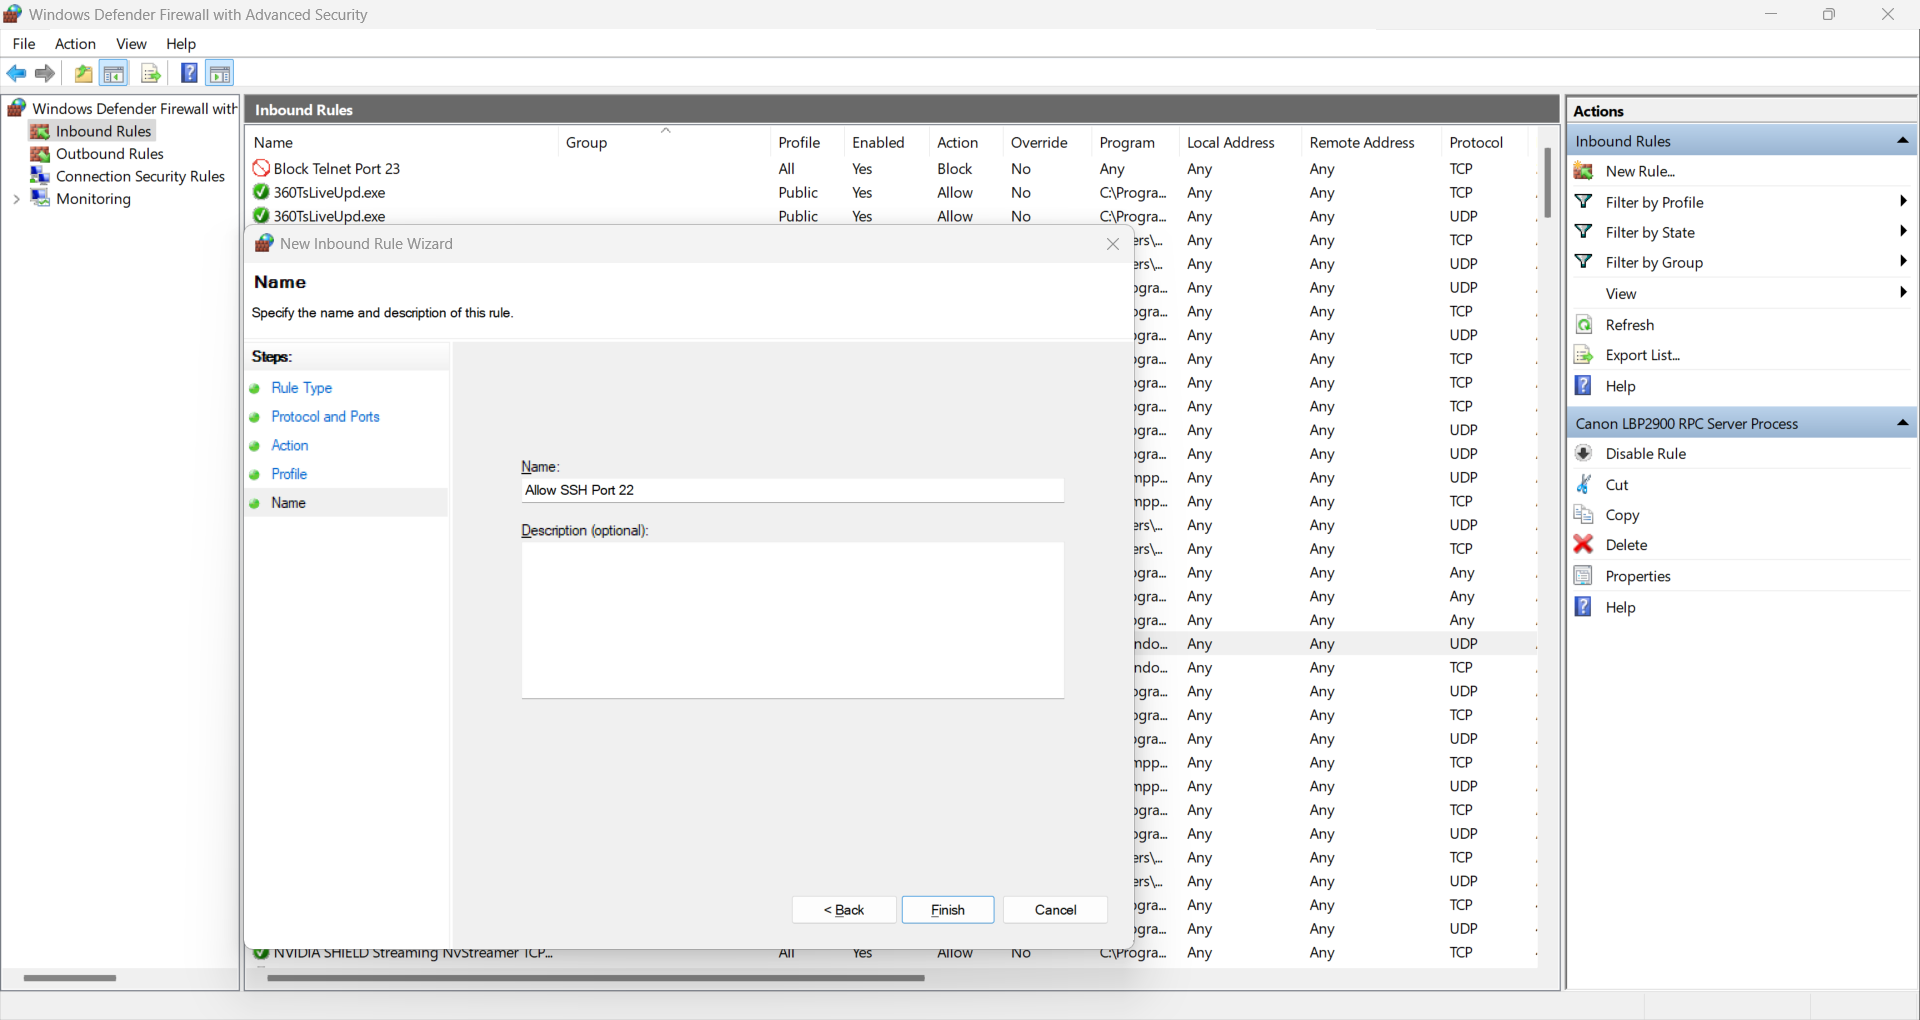 Windows Defender Firewall with Advanced Security
File Action View Help
Windows Defender Firewall with
Inbound Rules
Outbound Rules
Connection Security Rules
Monitoring
Inbound Rules
Name Group Profile Enabled Action Override Program Local Address Remote Address Protocol
Block Telnet Port 23 All Yes Block No Any Any Any TCP
360TsLiveUpd.exe Public Yes Allow No C:\Progra... Any Any TCP
360TsLiveUpd.exe Public Yes Allow No C:\Progra... Any Any UDP
ers\... Any Any TCP
ers\... Any Any UDP
ogra... Any Any UDP
ogra... Any Any TCP
ogra... Any Any UDP
ogra... Any Any TCP
ogra... Any Any TCP
ogra... Any Any TCP
ogra... Any Any UDP
ogra... Any Any UDP
mpp... Any Any UDP
mpp... Any Any TCP
ers\... Any Any UDP
ers\... Any Any TCP
ogra... Any Any Any
ogra... Any Any Any
ogra... Any Any Any
ndo... Any Any UDP
ndo... Any Any TCP
ogra... Any Any UDP
ogra... Any Any TCP
ogra... Any Any UDP
mpp... Any Any TCP
mpp... Any Any UDP
ogra... Any Any TCP
ogra... Any Any UDP
ers\... Any Any TCP
ers\... Any Any UDP
ogra... Any Any TCP
ogra... Any Any UDP
NVIDIA SHIELD Streaming NvStreamer TCP... All Yes Allow No C:\Progra... Any Any TCP
New Inbound Rule Wizard
Name
Specify the name and description of this rule.
Steps:
Rule Type
Protocol and Ports
Action
Profile
Name
Name:
Allow SSH Port 22
Description (optional):
< Back Finish Cancel
Actions
Inbound Rules
New Rule...
Filter by Profile
Filter by State
Filter by Group
View
Refresh
Export List...
Help
Canon LBP2900 RPC Server Process
Disable Rule
Cut
Copy
Delete
Properties
Help